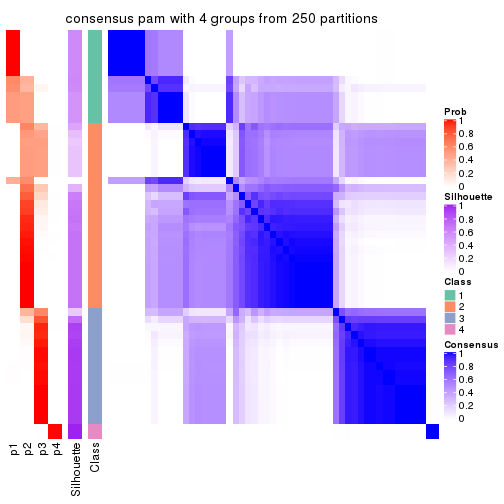 consensus pam with 4 groups from 250 partitions
Prob
1
0.8
0.6
0.4
0.2
0
Silhouette
1
0.8
0.6
0.4
0.2
0
Class
1
2
3
4
Consensus
1
0.8
0.6
0.4
0.2
0
p1
p2
p3
p4
Silhouette
Class